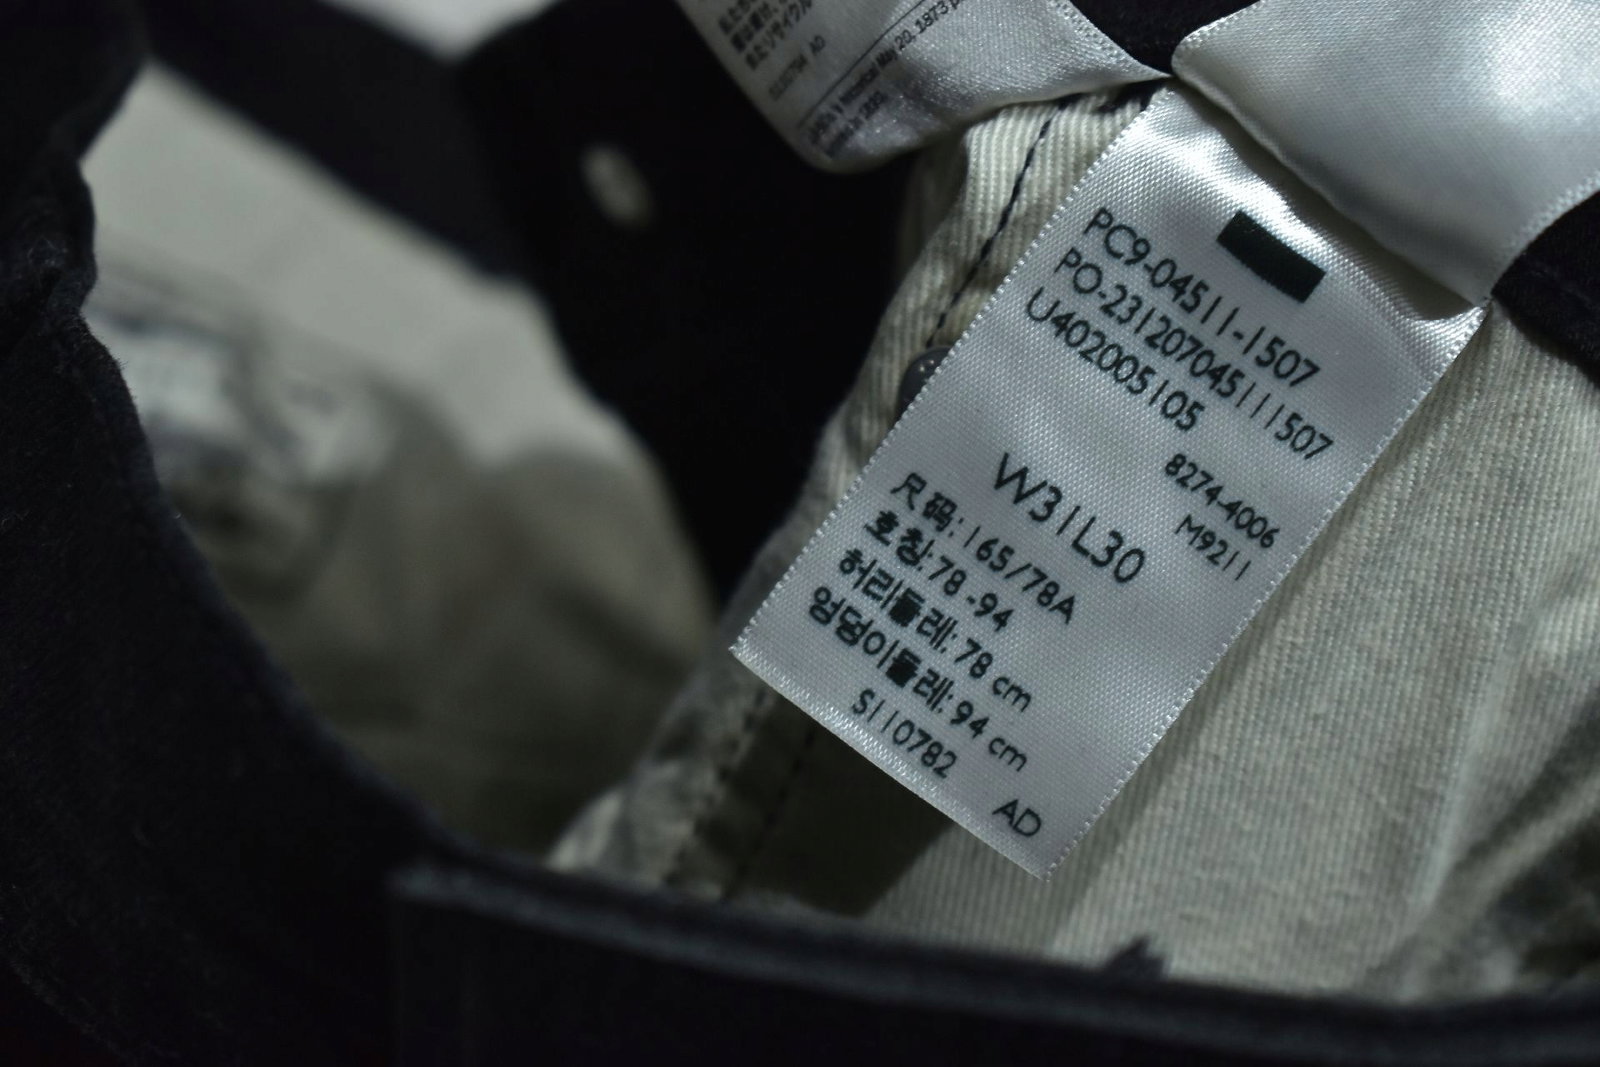 1873
PC9-04511-1507
PO-231207045111507
U402005105
8274-4006
M9211
W31L30
尺码: 165/78A
호칭: 78-94
허리둘레: 78 cm
엉덩이둘레: 94 cm
S110782
AD